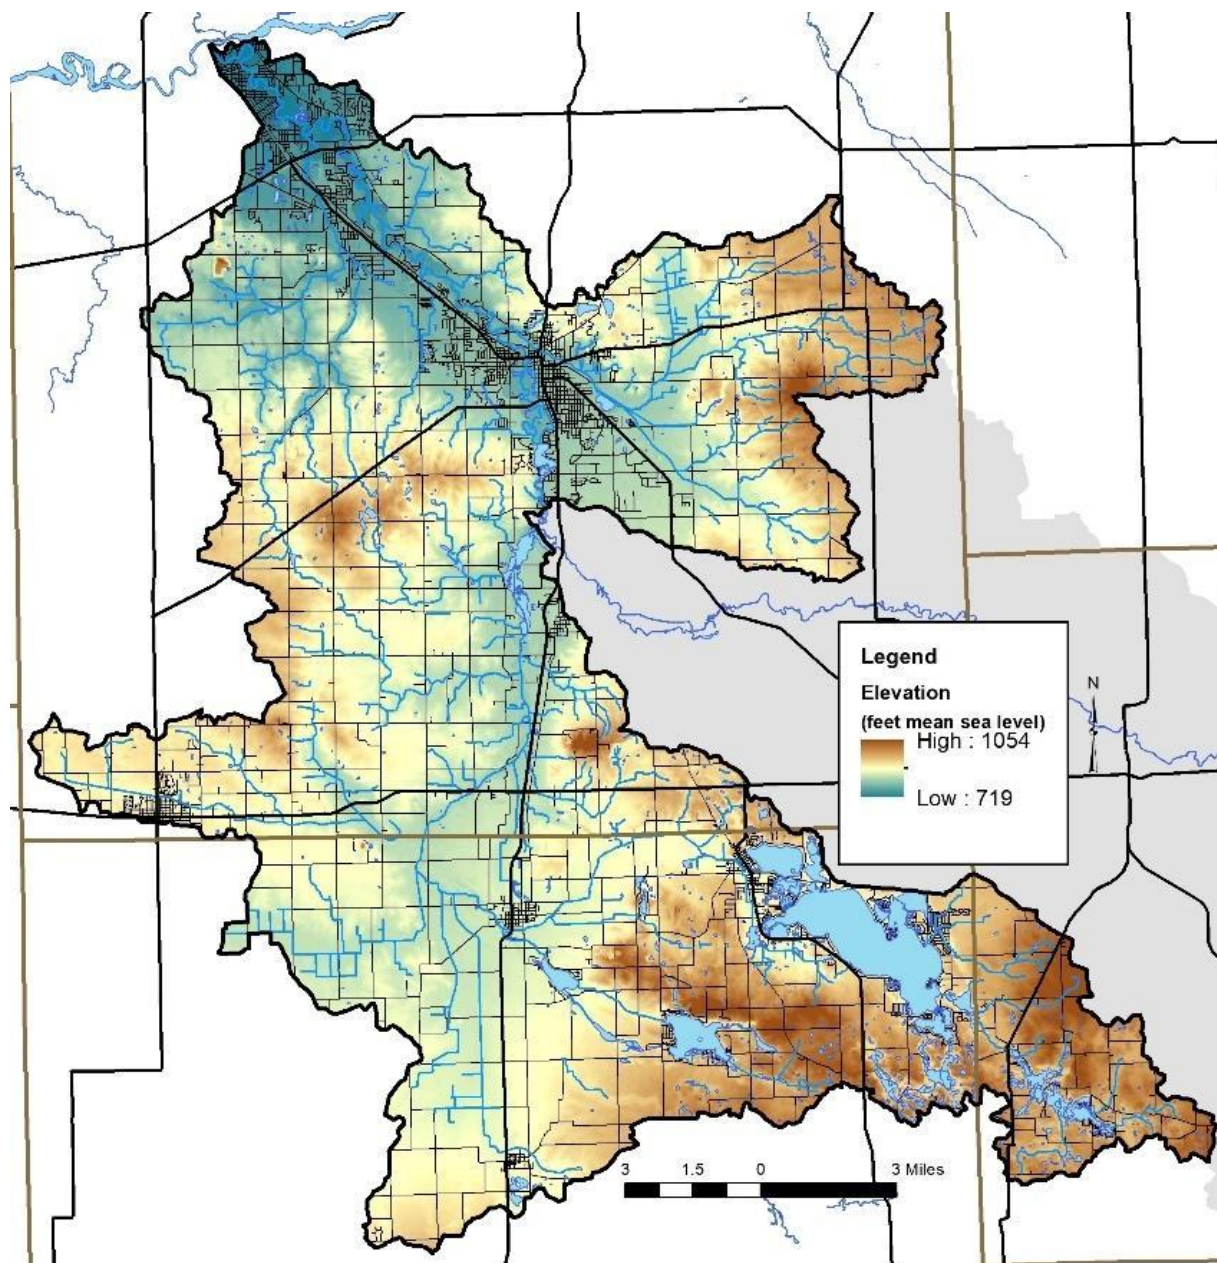 Legend
Elevation
(feet mean sea level)
High : 1054
Low : 719
N
3 1.5 0 3 Miles